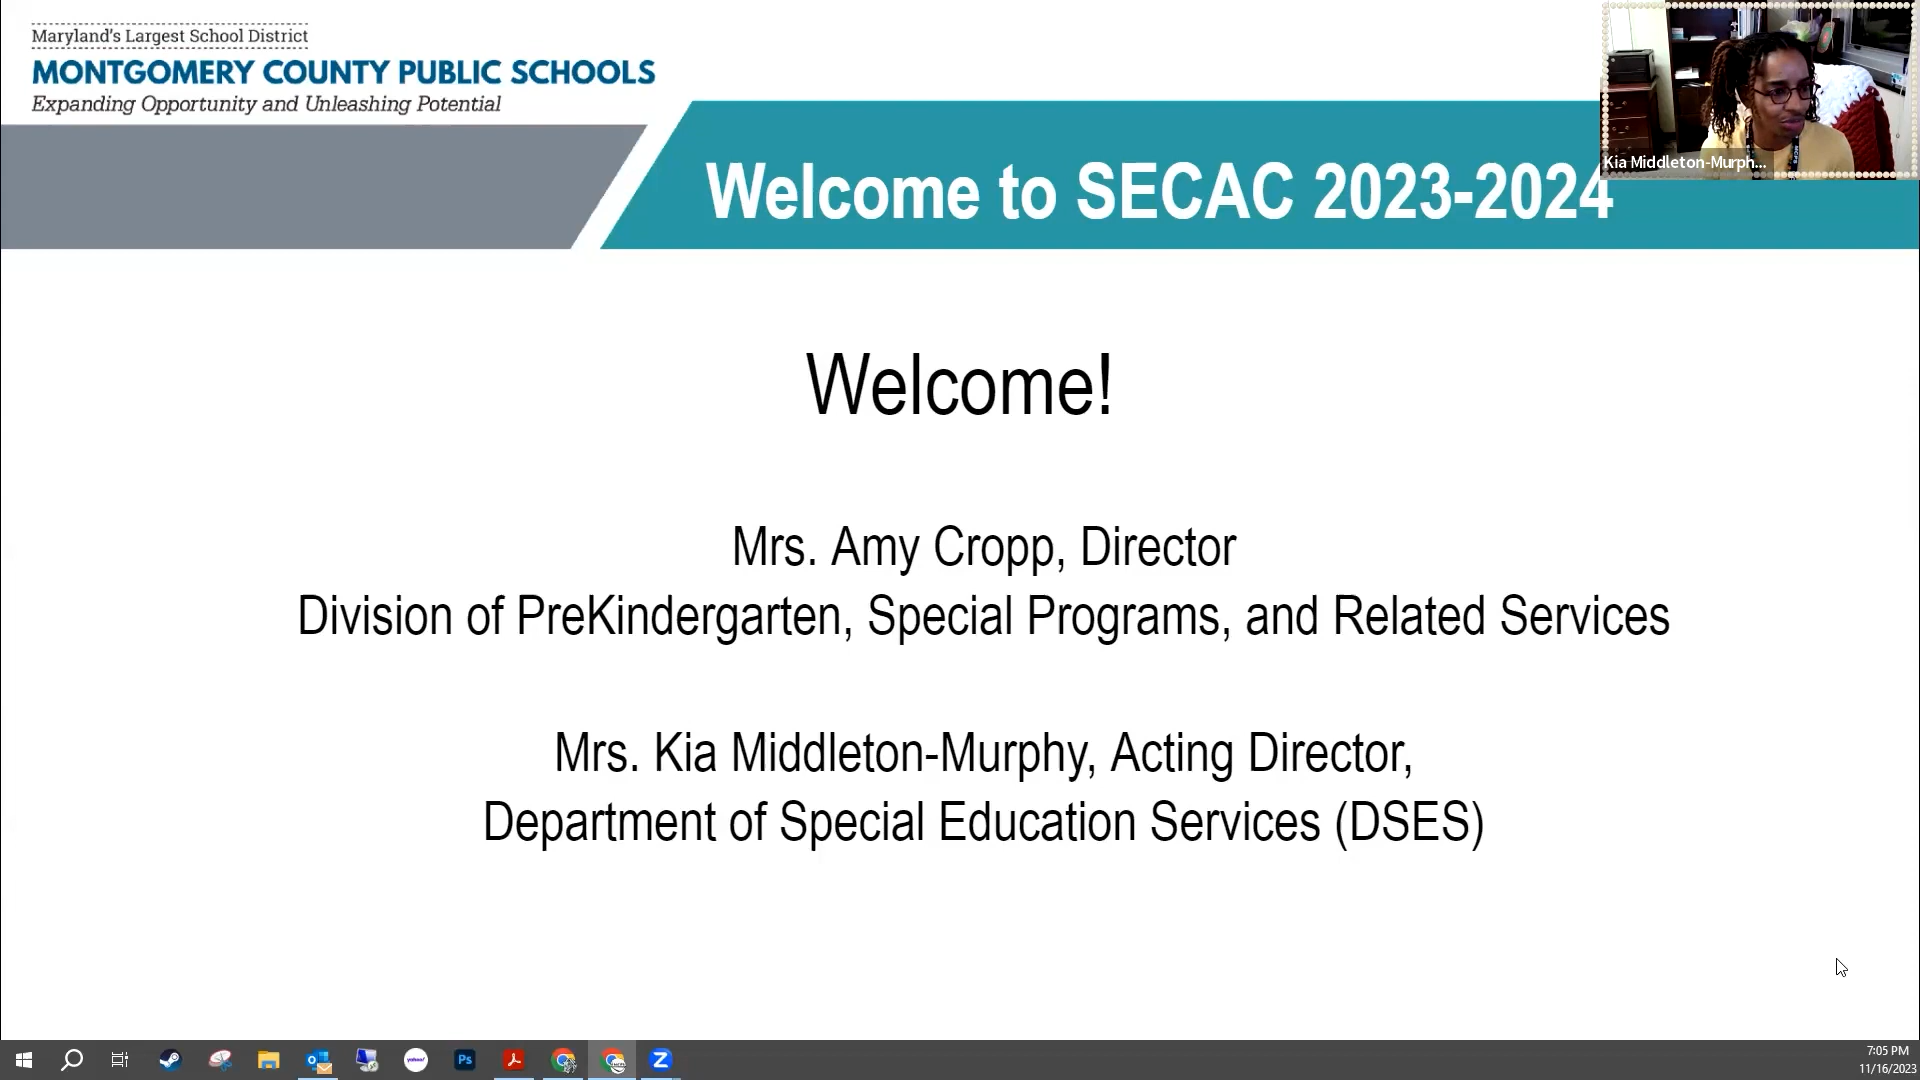 Maryland's Largest School District
MONTGOMERY COUNTY PUBLIC SCHOOLS
Expanding Opportunity and Unleashing Potential
Welcome to SECAC 2023-2024
Kia Middleton-Murph...
Welcome!
Mrs. Amy Cropp, Director
Division of PreKindergarten, Special Programs, and Related Services
Mrs. Kia Middleton-Murphy, Acting Director,
Department of Special Education Services (DSES)
yahoo!
Ps
7:05 PM
11/16/2023